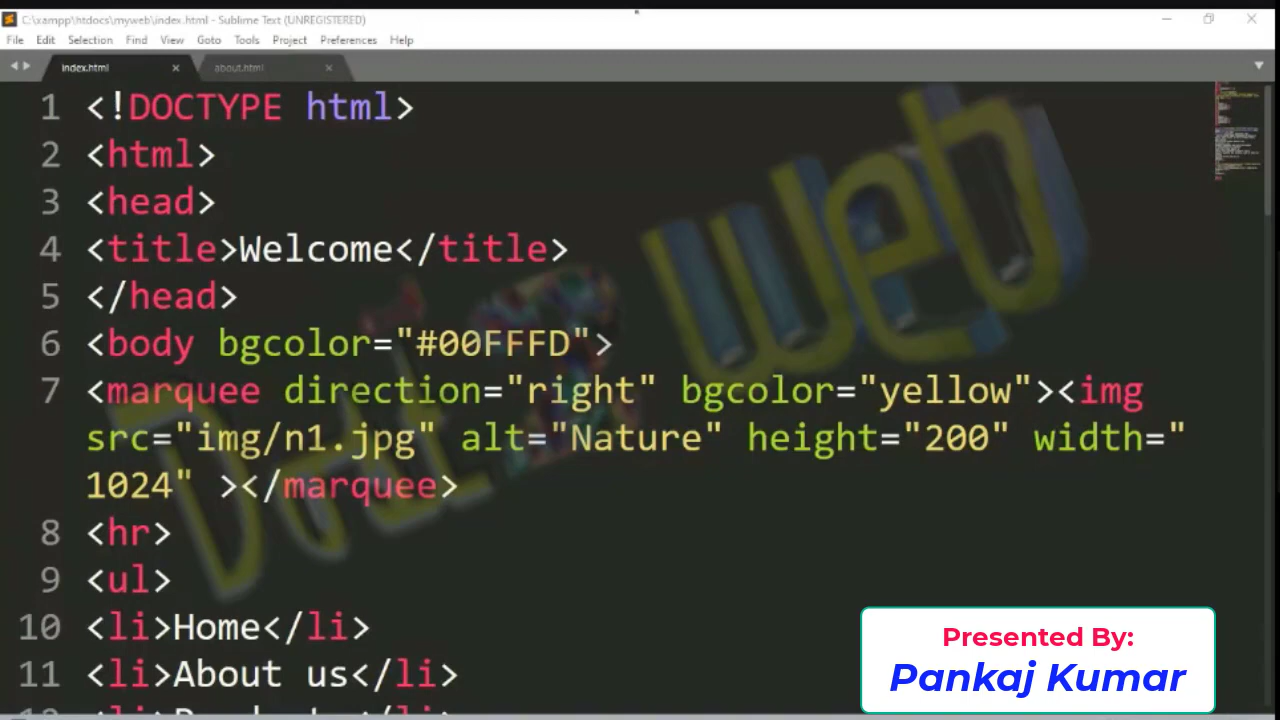 C:\xampp\htdocs\myweb\index.html - Sublime Text (UNREGISTERED)
File Edit Selection Find View Goto Tools Project Preferences Help
index.html about.html
1 <!DOCTYPE html>
2 <html>
3 <head>
4 <title>Welcome</title>
5 </head>
6 <body bgcolor="#00FFFD">
7 <marquee direction="right" bgcolor="yellow"><img
src="img/n1.jpg" alt="Nature" height="200" width="
1024" ></marquee>
8 <hr>
9 <ul>
10 <li>Home</li>
11 <li>About us</li>
web
Presented By:
Pankaj Kumar